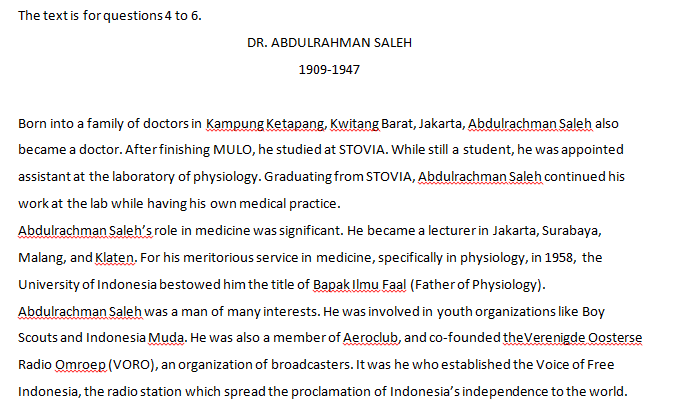 The text is for questions 4 to 6.
DR. ABDULRAHMAN SALEH
1909-1947
Born into a family of doctors in Kampung Ketapang, Kwitang Barat, Jakarta, Abdulrachman Saleh also
became a doctor. After finishing MULO, he studied at STOVIA. While still a student, he was appointed
assistant at the laboratory of physiology. Graduating from STOVIA, Abdulrachman Saleh continued his
work at the lab while having his own medical practice.
Abdulrachman Saleh's role in medicine was significant. He became a lecturer in Jakarta, Surabaya,
Malang, and Klaten. For his meritorious service in medicine, specifically in physiology, in 1958, the
University of Indonesia bestowed him the title of Bapak Ilmu Faal (Father of Physiology).
Abdulrachman Saleh was a man of many interests. He was involved in youth organizations like Boy
Scouts and Indonesia Muda. He was also a member of Aeroclub, and co-founded theVerenigde Oosterse
Radio Omroep (VORO), an organization of broadcasters. It was he who established the Voice of Free
Indonesia, the radio station which spread the proclamation of Indonesia's independence to the world.